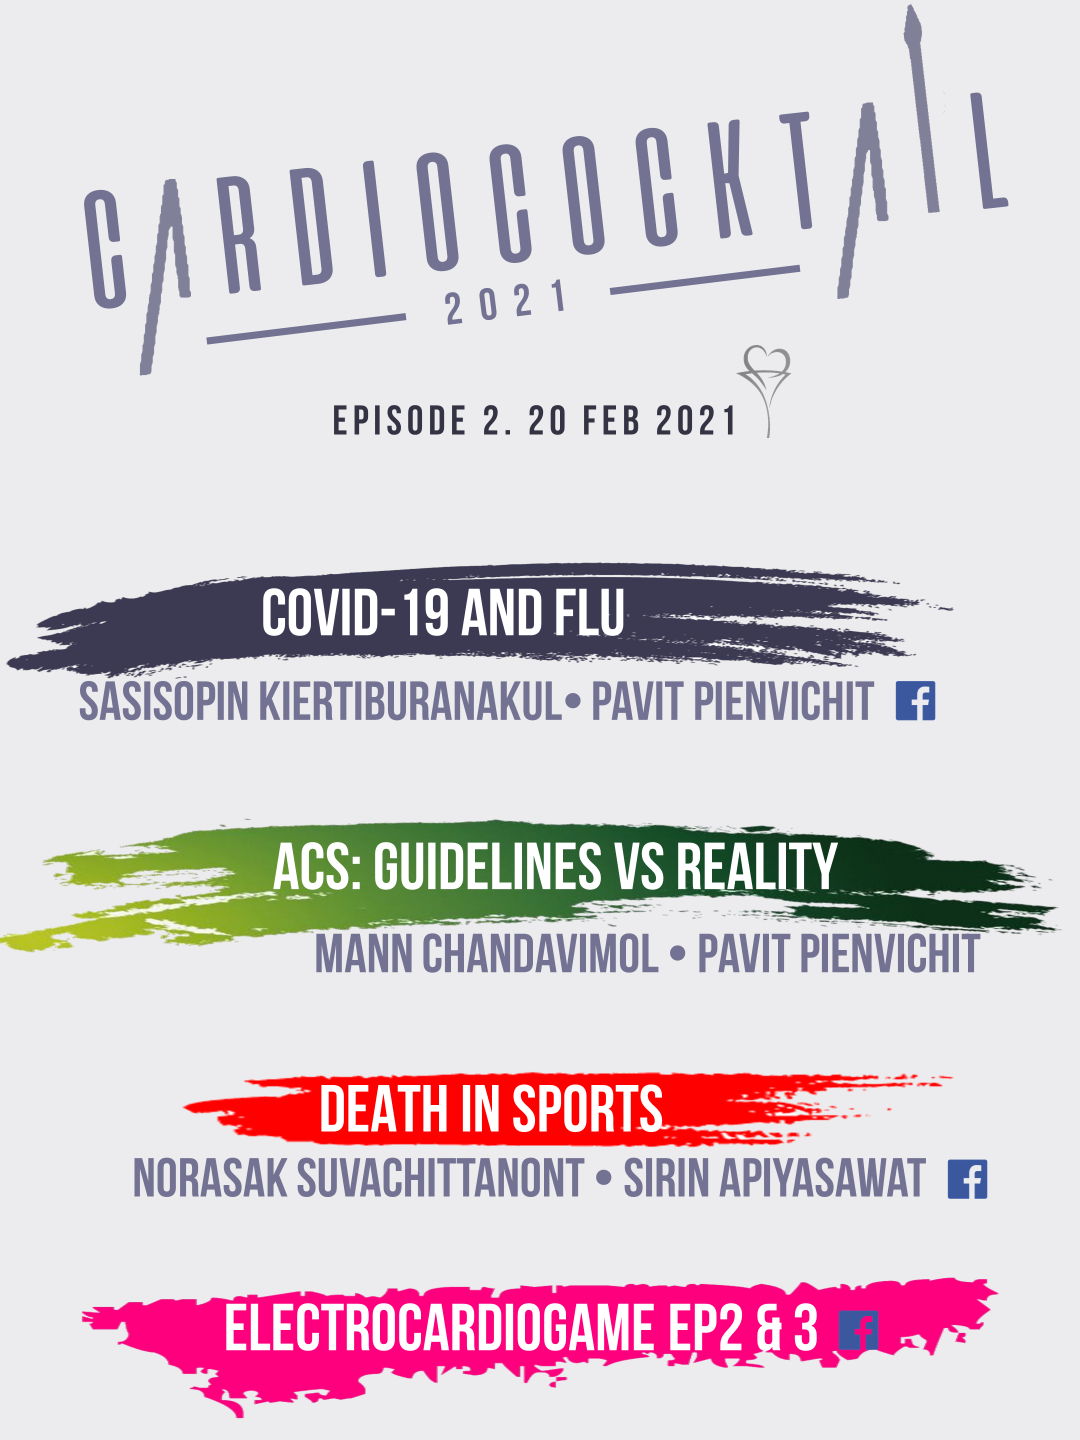 CARDIOCOCKTAIL
2021
EPISODE 2. 20 FEB 2021
COVID-19 AND FLU
SASISOPIN KIERTIBURANAKUL• PAVIT PIENVICHIT
ACS: GUIDELINES VS REALITY
MANN CHANDAVIMOL • PAVIT PIENVICHIT
DEATH IN SPORTS
NORASAK SUVACHITTANONT • SIRIN APIYASAWAT
ELECTROCARDIOGAME EP2 & 3